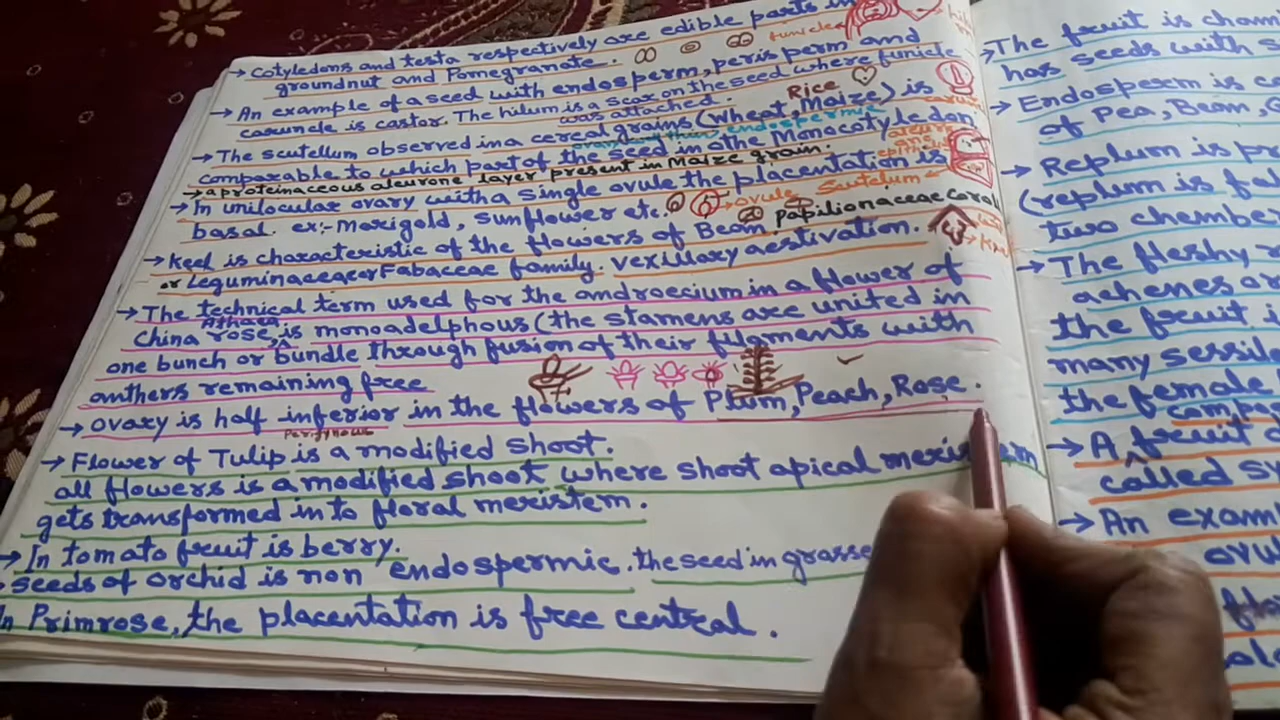 → Cotyledons and testa respectively are edible parts in
groundnut and Pomegranate.
funicle
→ An example of a seed with endosperm, perisperm and
caruncle is castor. The hilum is a scar on the seed where funicle
was attached.
Rice
→ The scutellum observed in a cereal grains (Wheat, Maize) is
endospermic
comparable to which part of the seed in othe Monocotyledon
→ a proteinaceous aleurone layer present in Maize grain.
→ In unilocular ovary with a single ovule the placentation is
basal. ex:- Marigold, sunflower etc.
ovule Scutelum
Papilionaceae
→ Keel is characteristic of the flowers of Bean
or Leguminaceae or Fabaceae family. Vexillary aestivation.
→ The technical term used for the androecium in a flower of
China rose, is monoadelphous (the stamens are united in
one bunch or bundle through fusion of their filaments with
anthers remaining free
→ Ovary is half inferior in the flowers of Plum, Peach, Rose.
→ Flower of Tulip is a modified shoot.
all flowers is a modified shoot where shoot apical
gets transformed in to floral meristem.
→ In tomato fruit is berry.
seeds of orchid is non endospermic. the seed in
In Primrose, the placentation is free central.
→ The fruit is
has seeds with
→ Endosperm is
of Pea, Bean,
→ Replum is
(replum is
two
→ The fleshy
achenes
the fruit
many
the female
→ A fruit
called
→ An